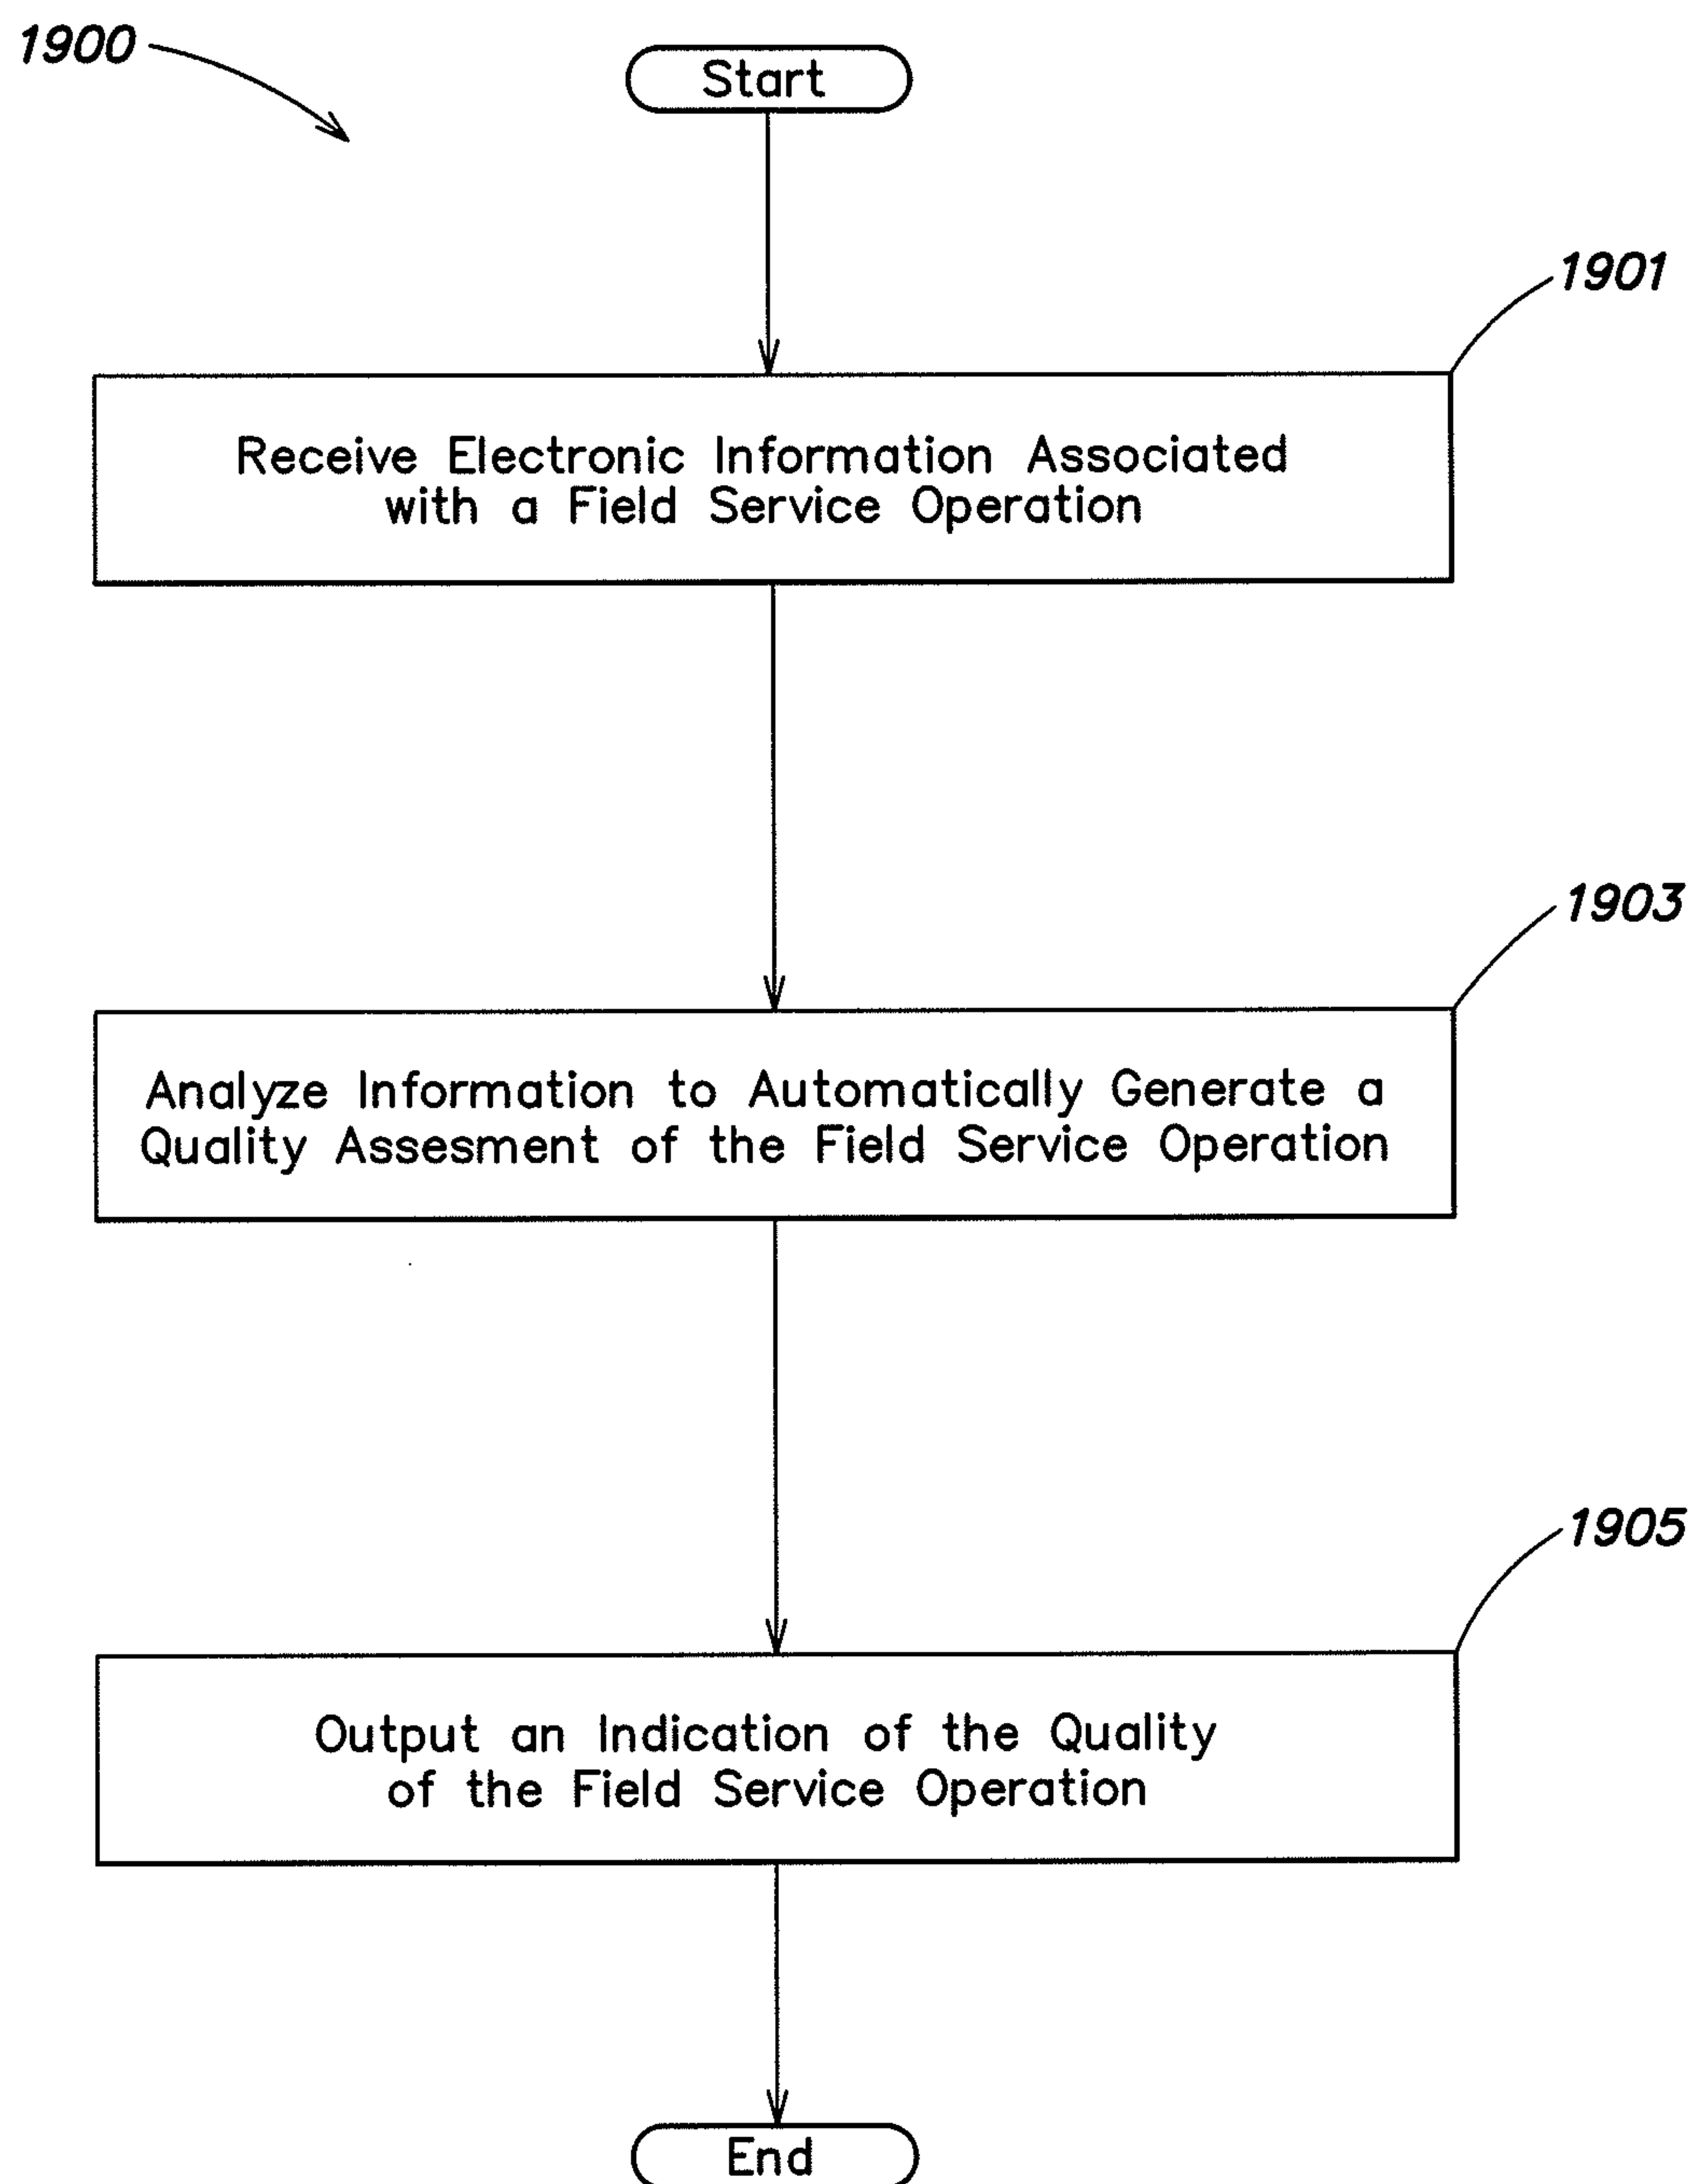 1900
Start
1901
Receive Electronic Information Associated
with a Field Service Operation
1903
Analyze Information to Automatically Generate a
Quality Assesment of the Field Service Operation
1905
Output an Indication of the Quality
of the Field Service Operation
End